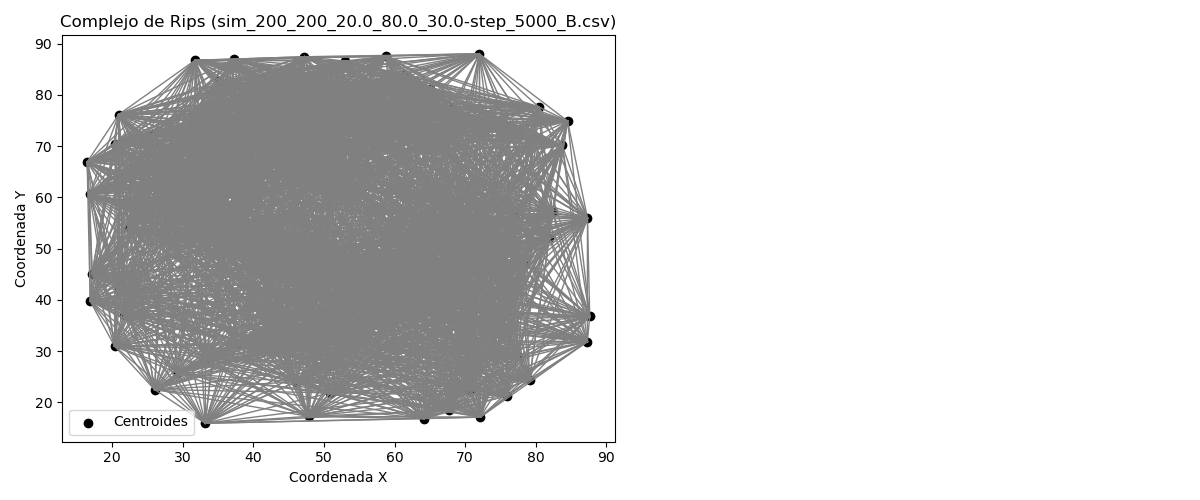 Complejo de Rips (sim_200_200_20.0_80.0_30.0-step_5000_B.csv)
90
80
70
60
50
40
30
20
Coordenada Y
Centroides
20 30 40 50 60 70 80 90
Coordenada X